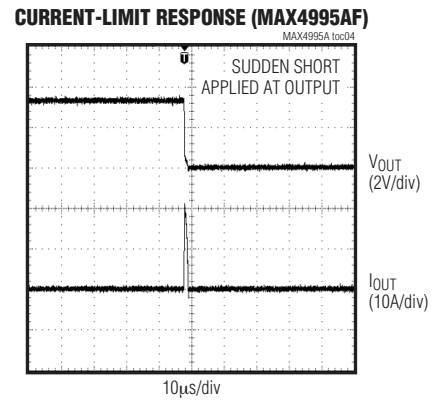 CURRENT-LIMIT RESPONSE (MAX4995AF)
MAX4995A toc04
SUDDEN SHORT
APPLIED AT OUTPUT
VOUT
(2V/div)
IOUT
(10A/div)
10µs/div